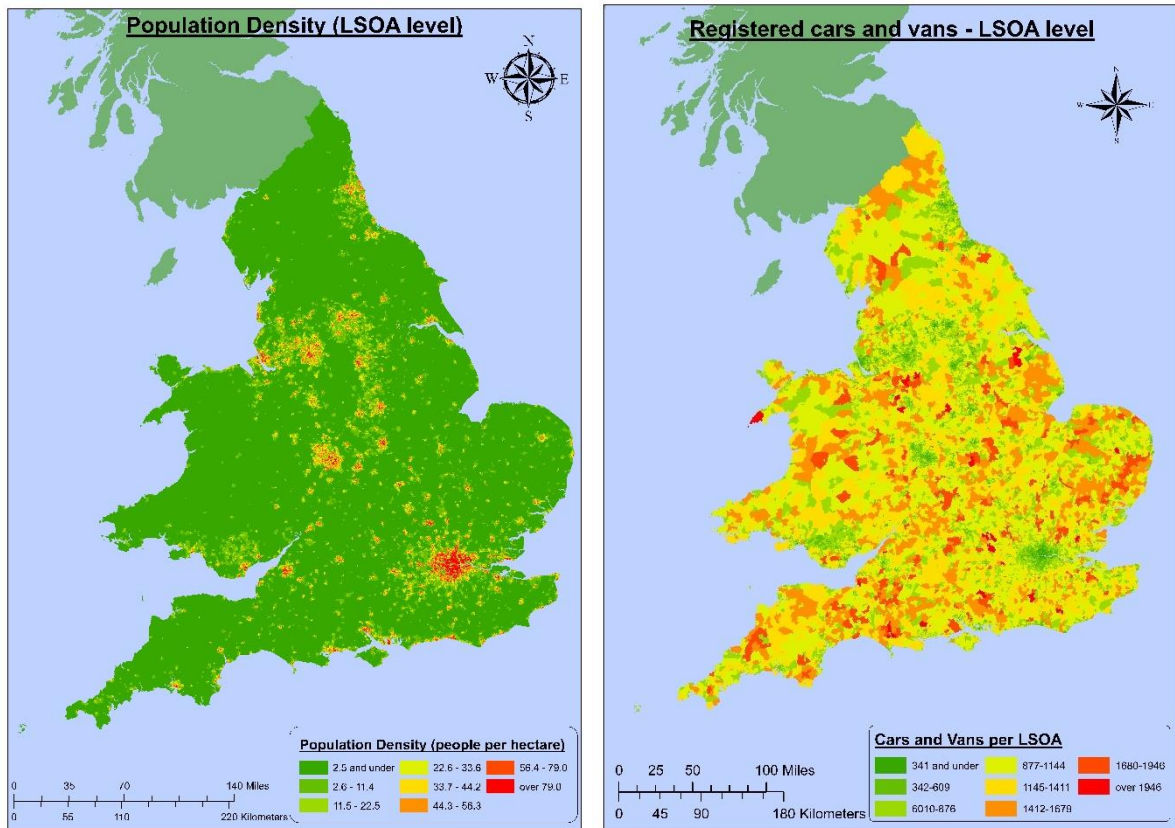 Population Density (LSOA level)
N
W E
S
Population Density (people per hectare)
2.5 and under 22.6 - 33.6 56.4 - 79.0
2.6 - 11.4 33.7 - 44.2 over 79.0
11.5 - 22.5 44.3 - 56.3
0 35 70 140 Miles
0 55 110 220 Kilometers
Registered cars and vans - LSOA level
N
W E
S
Cars and Vans per LSOA
341 and under 877-1144 1680-1946
342-609 1145-1411 over 1946
6010-876 1412-1679
0 25 50 100 Miles
0 45 90 180 Kilometers